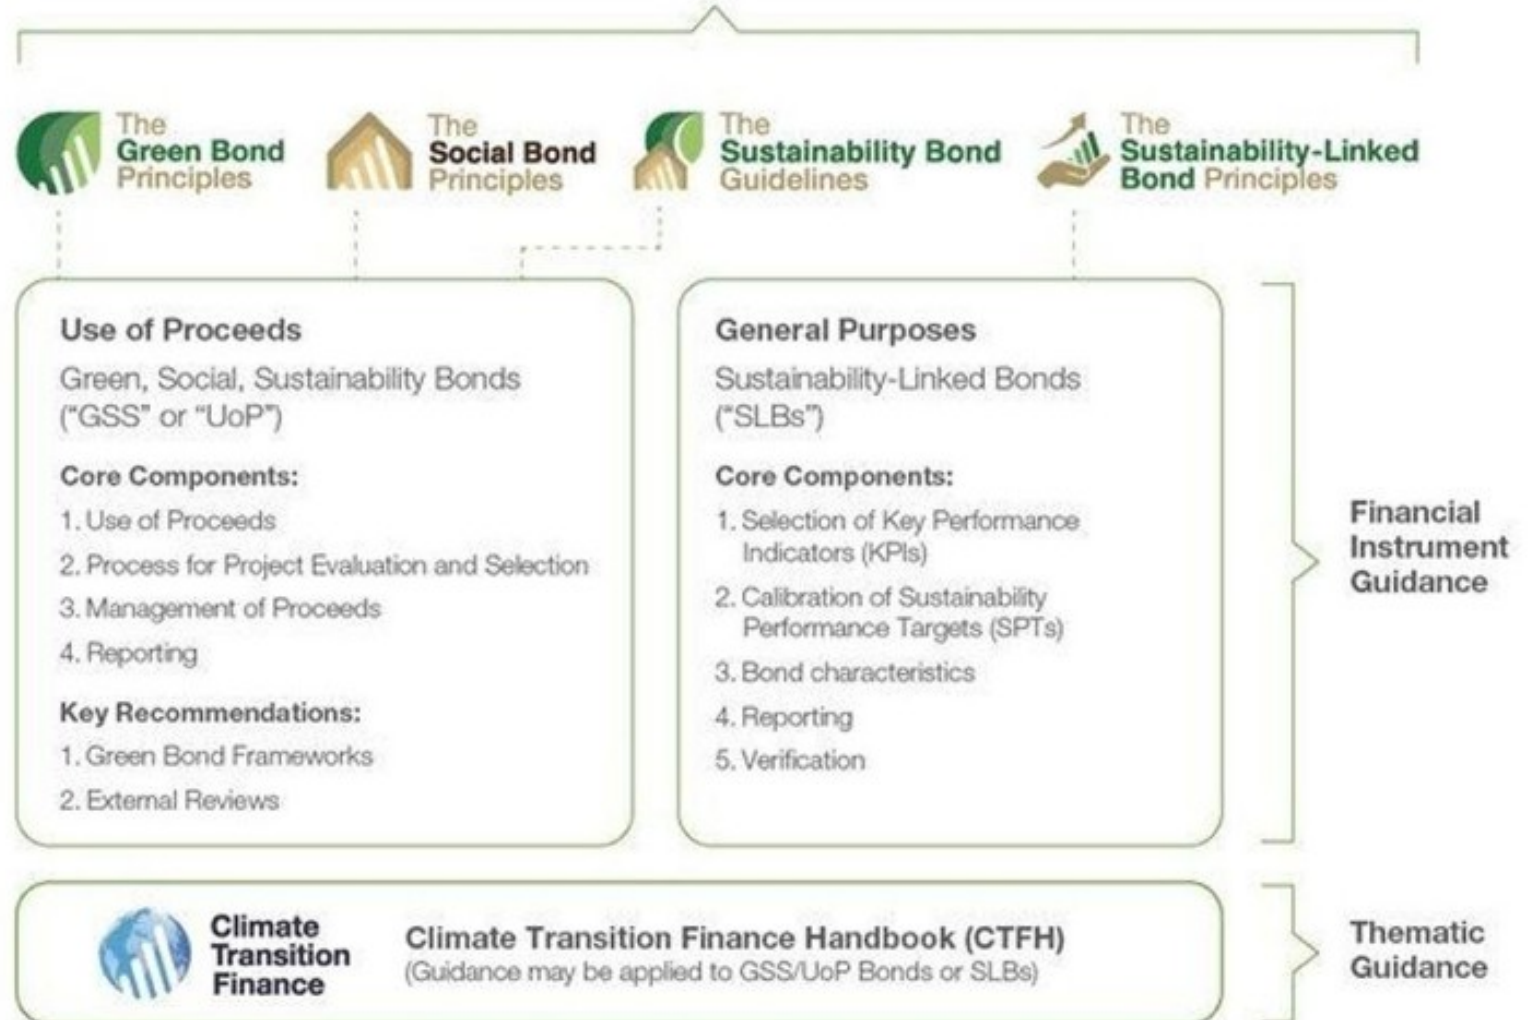 The
Green Bond
Principles
The
Social Bond
Principles
The
Sustainability Bond
Guidelines
The
Sustainability-Linked
Bond Principles
Use of Proceeds
Green, Social, Sustainability Bonds
(“GSS” or “UoP”)
Core Components:
1. Use of Proceeds
2. Process for Project Evaluation and Selection
3. Management of Proceeds
4. Reporting
Key Recommendations:
1. Green Bond Frameworks
2. External Reviews
General Purposes
Sustainability-Linked Bonds
(“SLBs”)
Core Components:
1. Selection of Key Performance
Indicators (KPIs)
2. Calibration of Sustainability
Performance Targets (SPTs)
3. Bond characteristics
4. Reporting
5. Verification
Financial
Instrument
Guidance
Climate
Transition
Finance
Climate Transition Finance Handbook (CTFH)
(Guidance may be applied to GSS/UoP Bonds or SLBs)
Thematic
Guidance